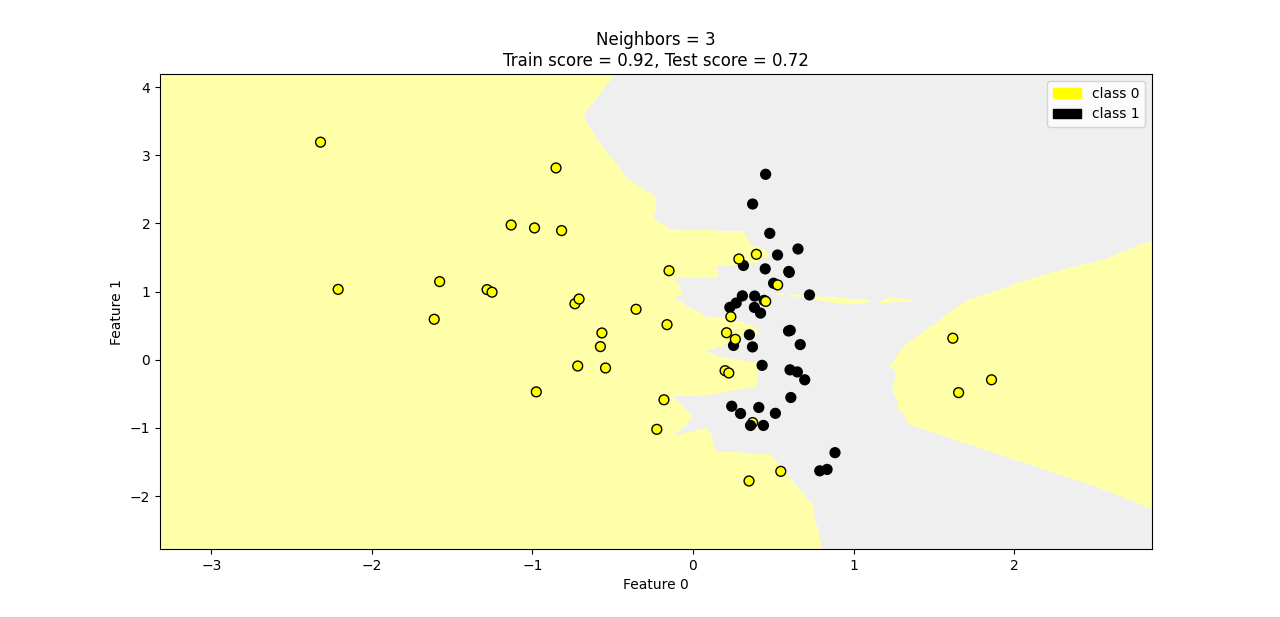 Neighbors = 3
Train score = 0.92, Test score = 0.72
class 0
class 1
4
3
2
1
0
−1
−2
Feature 1
−3
−2
−1
0
1
2
Feature 0